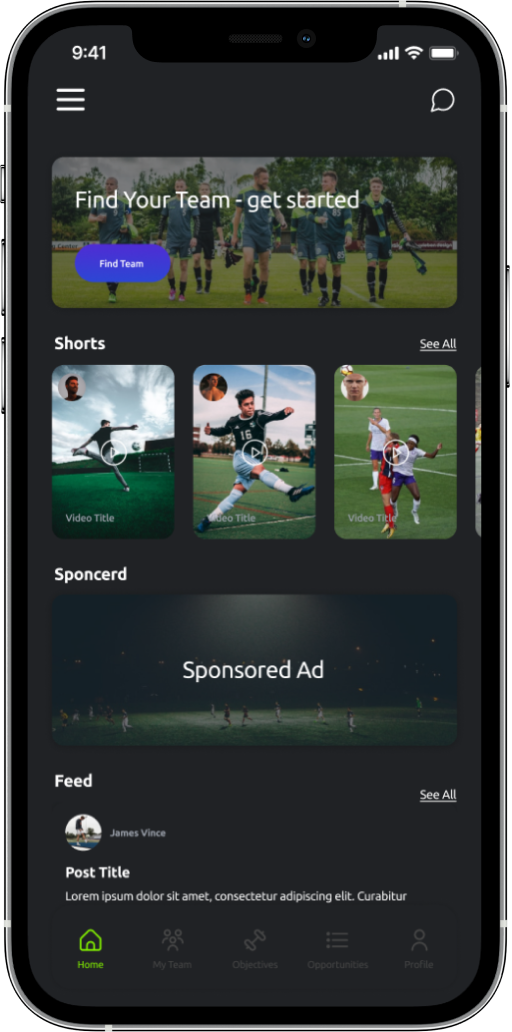 9:41
Find Your Team - get started
Find Team
Shorts
See All
Video Title
Video Title
Video Title
16
Sponcerd
Sponsored Ad
Feed
See All
James Vince
Post Title
Lorem ipsum dolor sit amet, consectetur adipiscing elit. Curabitur
Home
My Team
Objectives
Opportunities
Profile